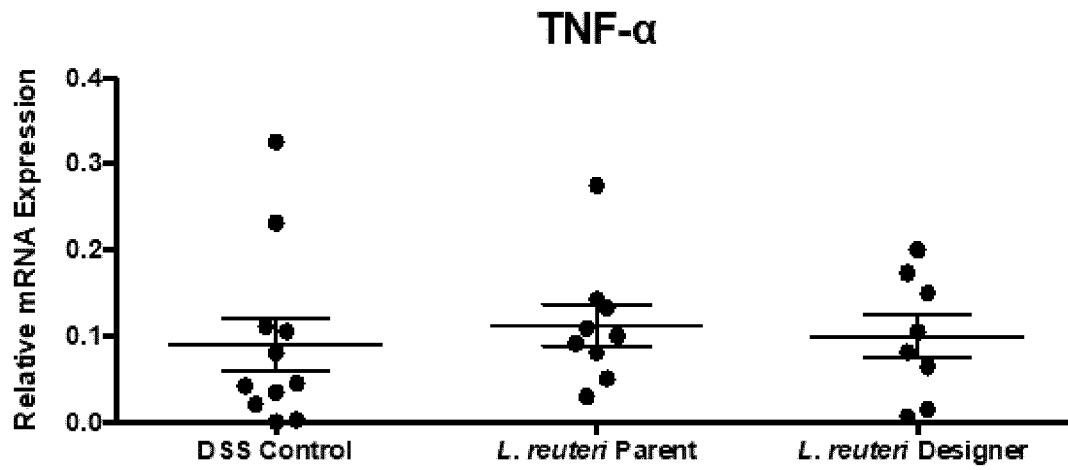 TNF-α
Relative mRNA Expression
0.4
0.3
0.2
0.1
0.0
DSS Control
L. reuteri Parent
L. reuteri Designer